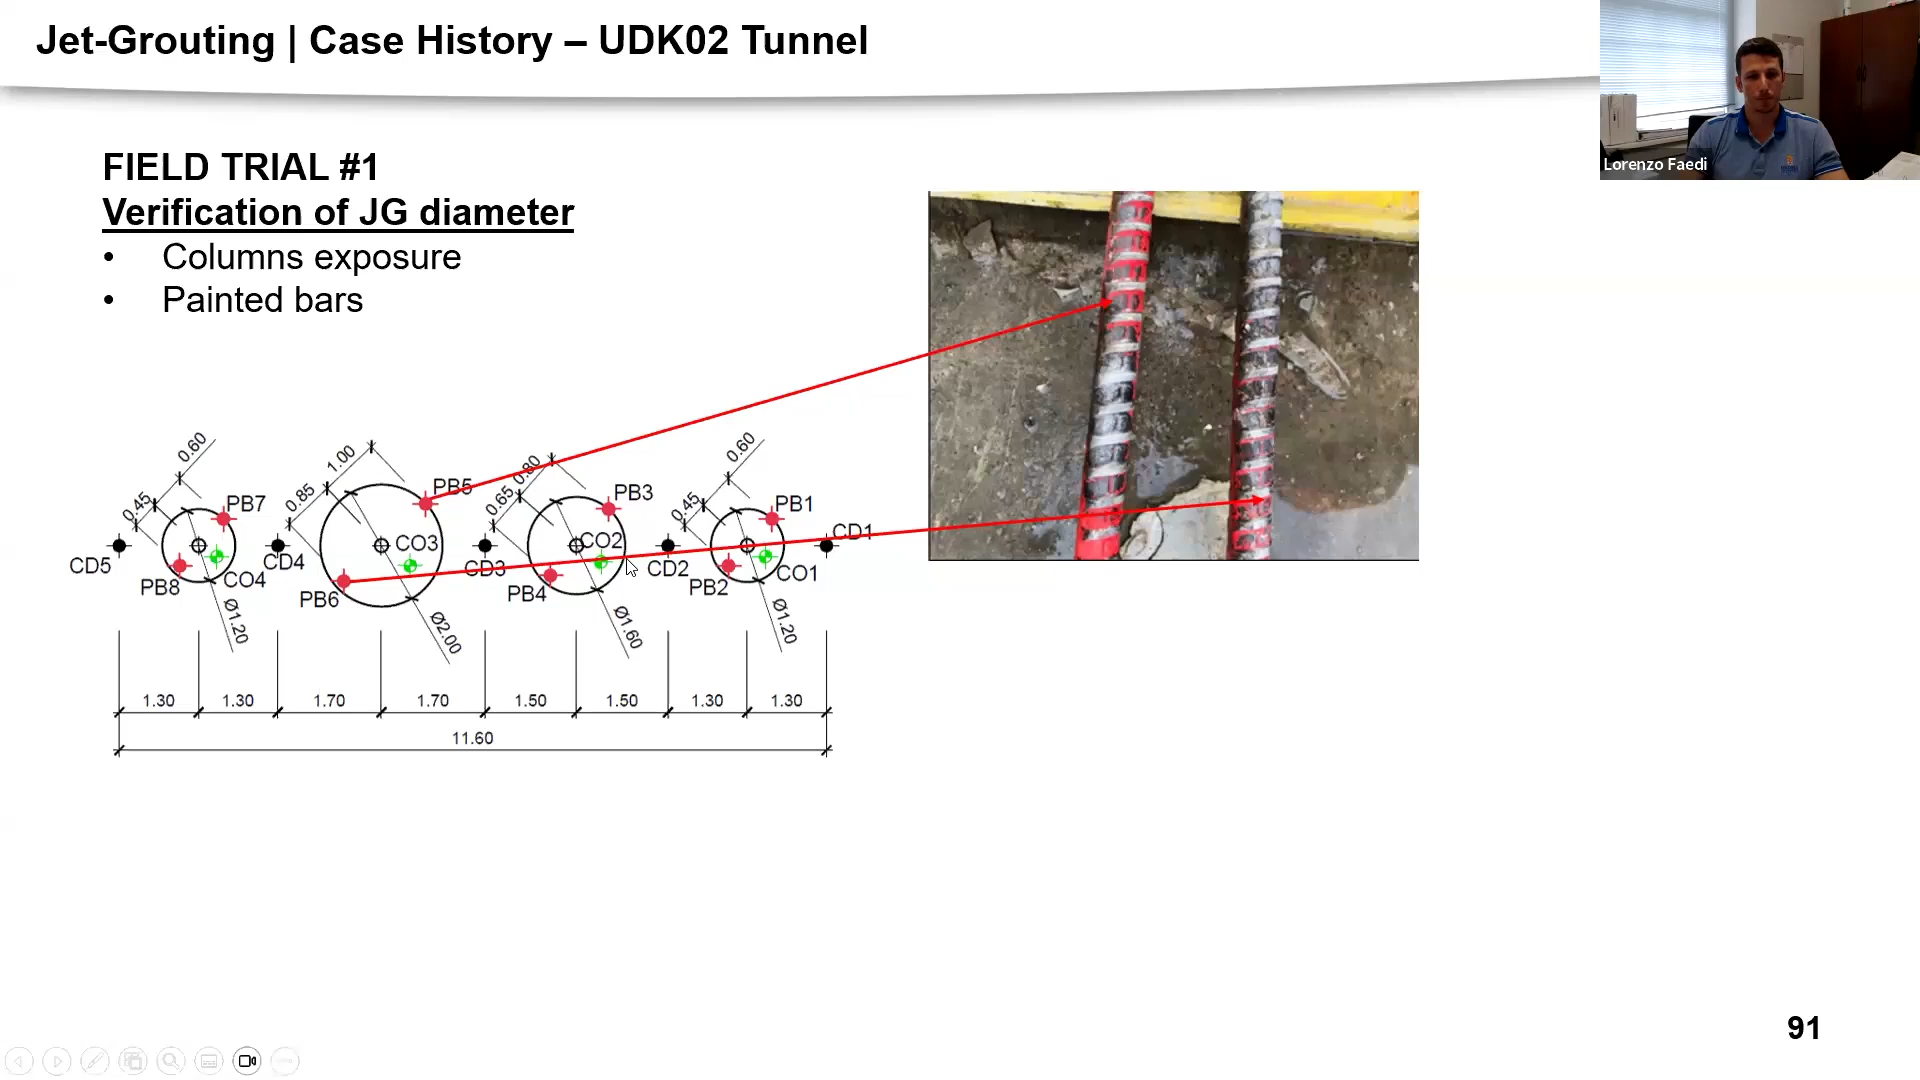 Jet-Grouting | Case History – UDK02 Tunnel
Lorenzo Faedi
FIELD TRIAL #1
Verification of JG diameter
• Columns exposure
• Painted bars
0.60
1.00
0.60
0.80
0.45
0.85
0.65
0.45
PB7
PB5
PB3
PB1
CD5
CD4
CO3
CD3
CO2
CD2
CD1
PB8
CO4
PB6
PB4
PB2
CO1
Ø1.20
Ø2.00
Ø1.60
Ø1.20
1.30 1.30 1.70 1.70 1.50 1.50 1.30 1.30
11.60
91